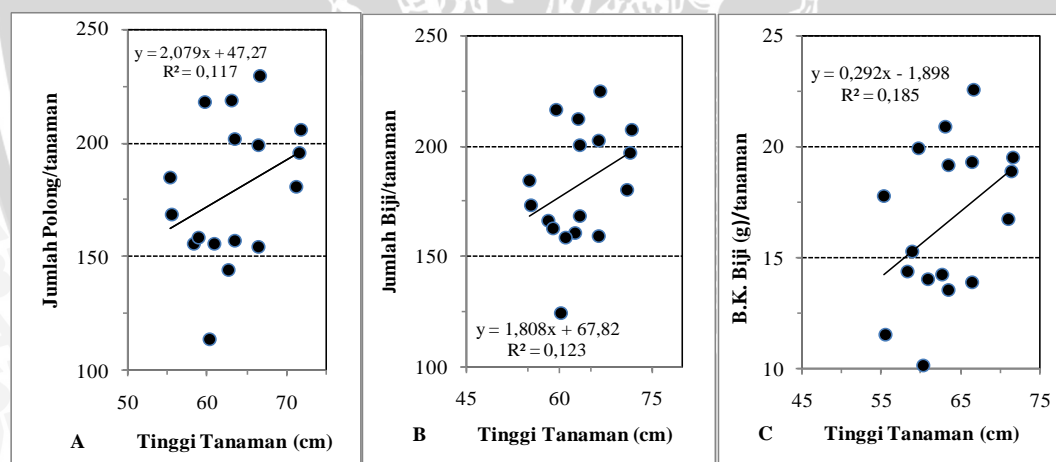 Jumlah Polong/tanaman
250
200
150
100
y = 2,079x + 47,27
R² = 0,117
50
60
70
A
Tinggi Tanaman (cm)
Jumlah Biji/tanaman
250
200
150
100
y = 1,808x + 67,82
R² = 0,123
45
60
75
B
Tinggi Tanaman (cm)
B.K. Biji (g)/tanaman
25
20
15
10
y = 0,292x - 1,898
R² = 0,185
45
55
65
75
C
Tinggi Tanaman (cm)